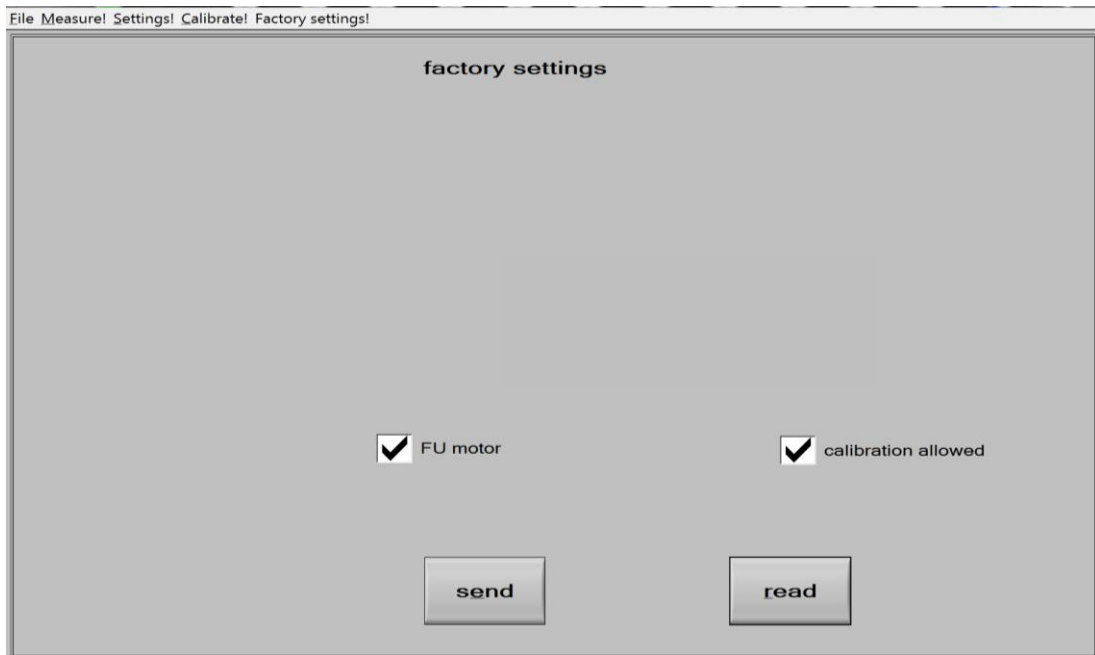 File Measure! Settings! Calibrate! Factory settings!
factory settings
FU motor
calibration allowed
send
read